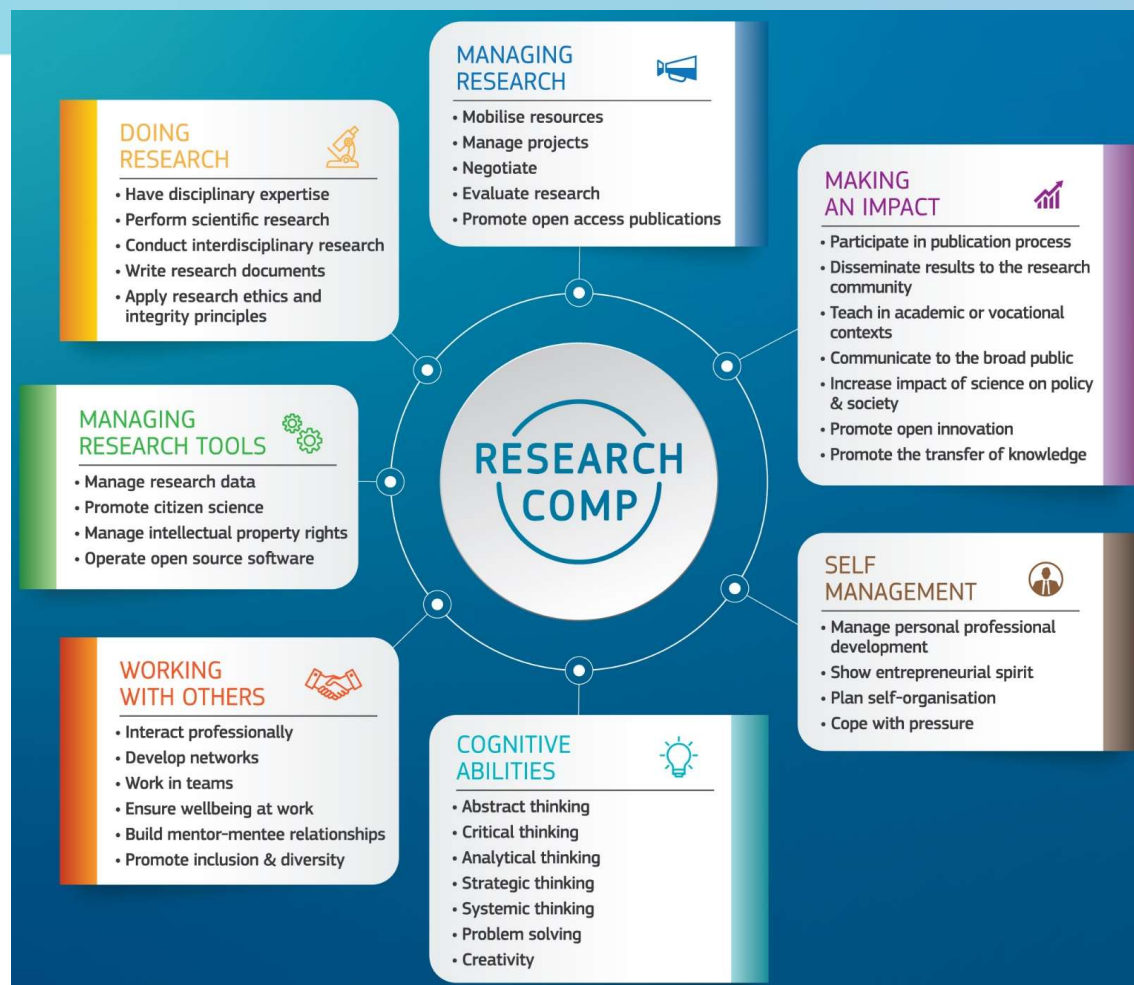 MANAGING
RESEARCH
• Mobilise resources
• Manage projects
• Negotiate
• Evaluate research
• Promote open access publications
DOING
RESEARCH
• Have disciplinary expertise
• Perform scientific research
• Conduct interdisciplinary research
• Write research documents
• Apply research ethics and
integrity principles
MAKING
AN IMPACT
• Participate in publication process
• Disseminate results to the research
community
• Teach in academic or vocational
contexts
• Communicate to the broad public
• Increase impact of science on policy
& society
• Promote open innovation
• Promote the transfer of knowledge
MANAGING
RESEARCH TOOLS
• Manage research data
• Promote citizen science
• Manage intellectual property rights
• Operate open source software
RESEARCH
COMP
SELF
MANAGEMENT
• Manage personal professional
development
• Show entrepreneurial spirit
• Plan self-organisation
• Cope with pressure
WORKING
WITH OTHERS
• Interact professionally
• Develop networks
• Work in teams
• Ensure wellbeing at work
• Build mentor-mentee relationships
• Promote inclusion & diversity
COGNITIVE
ABILITIES
• Abstract thinking
• Critical thinking
• Analytical thinking
• Strategic thinking
• Systemic thinking
• Problem solving
• Creativity